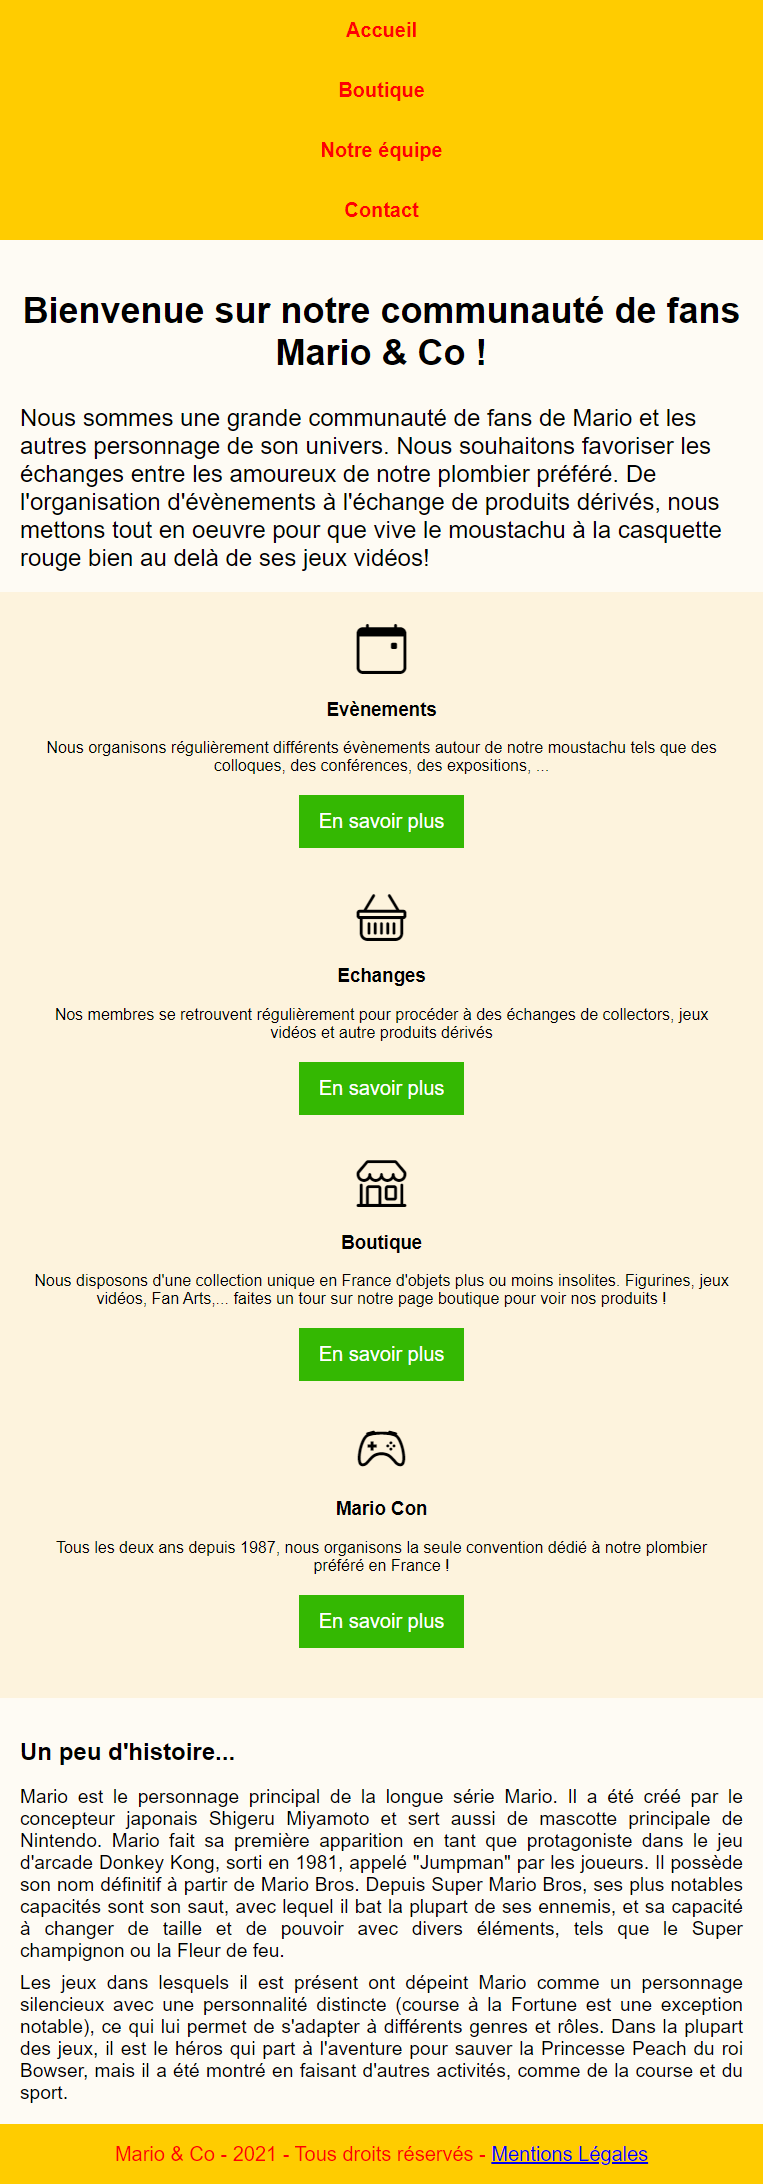 Accueil
Boutique
Notre équipe
Contact
Bienvenue sur notre communauté de fans
Mario & Co !
Nous sommes une grande communauté de fans de Mario et les
autres personnage de son univers. Nous souhaitons favoriser les
échanges entre les amoureux de notre plombier préféré. De
l'organisation d'évènements à l'échange de produits dérivés, nous
mettons tout en oeuvre pour que vive le moustachu à la casquette
rouge bien au delà de ses jeux vidéos!
Evènements
Nous organisons régulièrement différents évènements autour de notre moustachu tels que des
colloques, des conférences, des expositions, ...
En savoir plus
Echanges
Nos membres se retrouvent régulièrement pour procéder à des échanges de collectors, jeux
vidéos et autre produits dérivés
En savoir plus
Boutique
Nous disposons d'une collection unique en France d'objets plus ou moins insolites. Figurines, jeux
vidéos, Fan Arts,... faites un tour sur notre page boutique pour voir nos produits !
En savoir plus
Mario Con
Tous les deux ans depuis 1987, nous organisons la seule convention dédié à notre plombier
préféré en France !
En savoir plus
Un peu d'histoire...
Mario est le personnage principal de la longue série Mario. Il a été créé par le
concepteur japonais Shigeru Miyamoto et sert aussi de mascotte principale de
Nintendo. Mario fait sa première apparition en tant que protagoniste dans le jeu
d'arcade Donkey Kong, sorti en 1981, appelé "Jumpman" par les joueurs. Il possède
son nom définitif à partir de Mario Bros. Depuis Super Mario Bros, ses plus notables
capacités sont son saut, avec lequel il bat la plupart de ses ennemis, et sa capacité
à changer de taille et de pouvoir avec divers éléments, tels que le Super
champignon ou la Fleur de feu.
Les jeux dans lesquels il est présent ont dépeint Mario comme un personnage
silencieux avec une personnalité distincte (course à la Fortune est une exception
notable), ce qui lui permet de s'adapter à différents genres et rôles. Dans la plupart
des jeux, il est le héros qui part à l'aventure pour sauver la Princesse Peach du roi
Bowser, mais il a été montré en faisant d'autres activités, comme de la course et du
sport.
Mario & Co - 2021 - Tous droits réservés - Mentions Légales